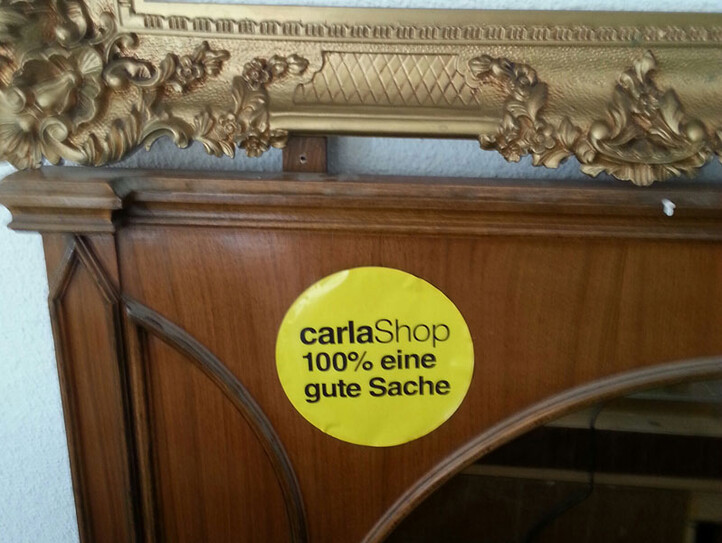 carlaShop
100% eine
gute Sache